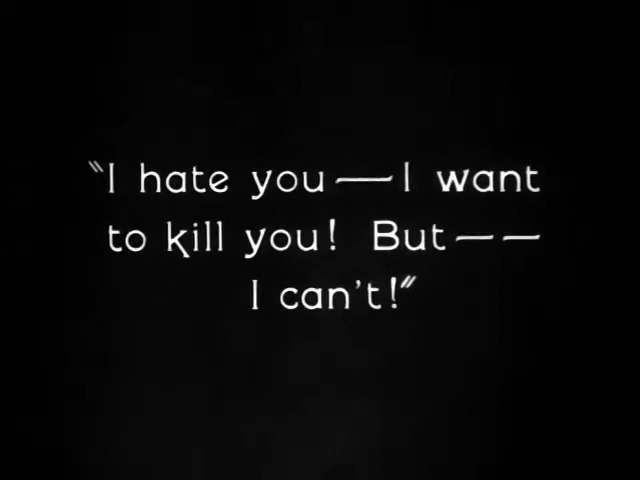 "I hate you—I want
to kill you! But — —
I can't!"